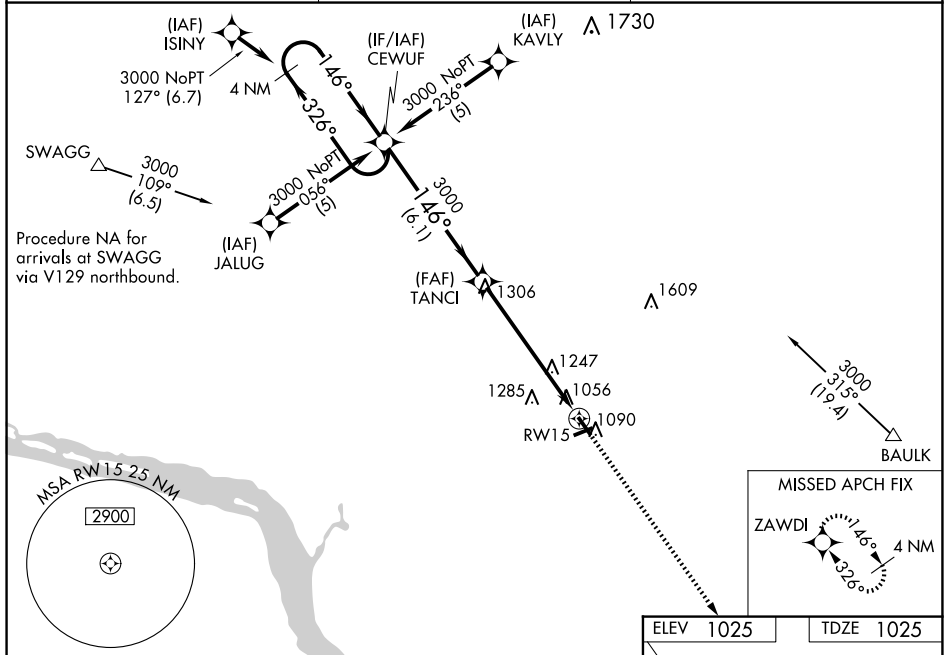 (IAF)
ISINY
3000 NoPT
127° (6.7)
4 NM
146°
326°
(IF/IAF)
CEWUF
(IAF)
KAVLY
1730
3000 NoPT
236°
(5)
SWAGG
3000
109°
(6.5)
3000 NoPT
056°
(5)
(IAF)
JALUG
Procedure NA for
arrivals at SWAGG
via V129 northbound.
3000
146°
(6.1)
(FAF)
TANCI
1306
1609
1247
1285
1056
RW15
1090
3000
315°
(19.4)
BAULK
MSA RW15 25 NM
2900
MISSED APCH FIX
ZAWDI
146°
4 NM
326°
ELEV 1025
TDZE 1025